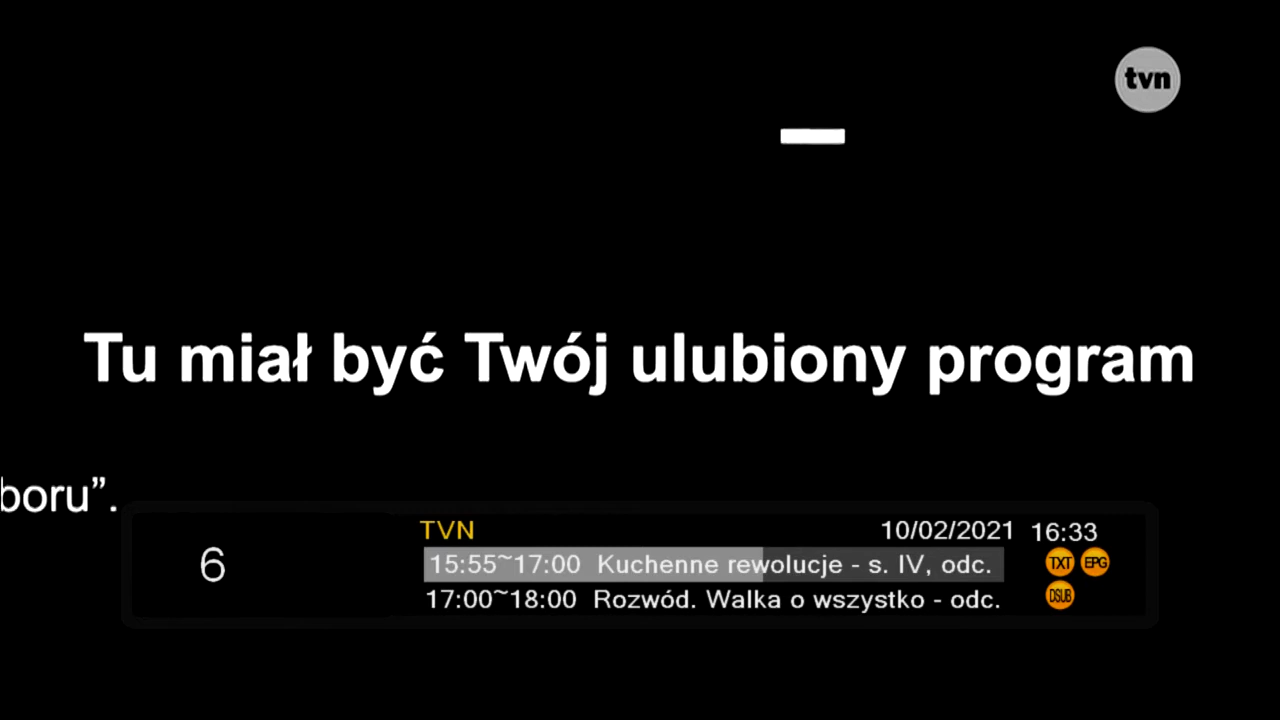 tvn
Tu miał być Twój ulubiony program
boru”.
6
TVN 10/02/2021 16:33
15:55~17:00 Kuchenne rewolucje - s. IV, odc.
TXT EPG
17:00~18:00 Rozwód. Walka o wszystko - odc.
DSUB